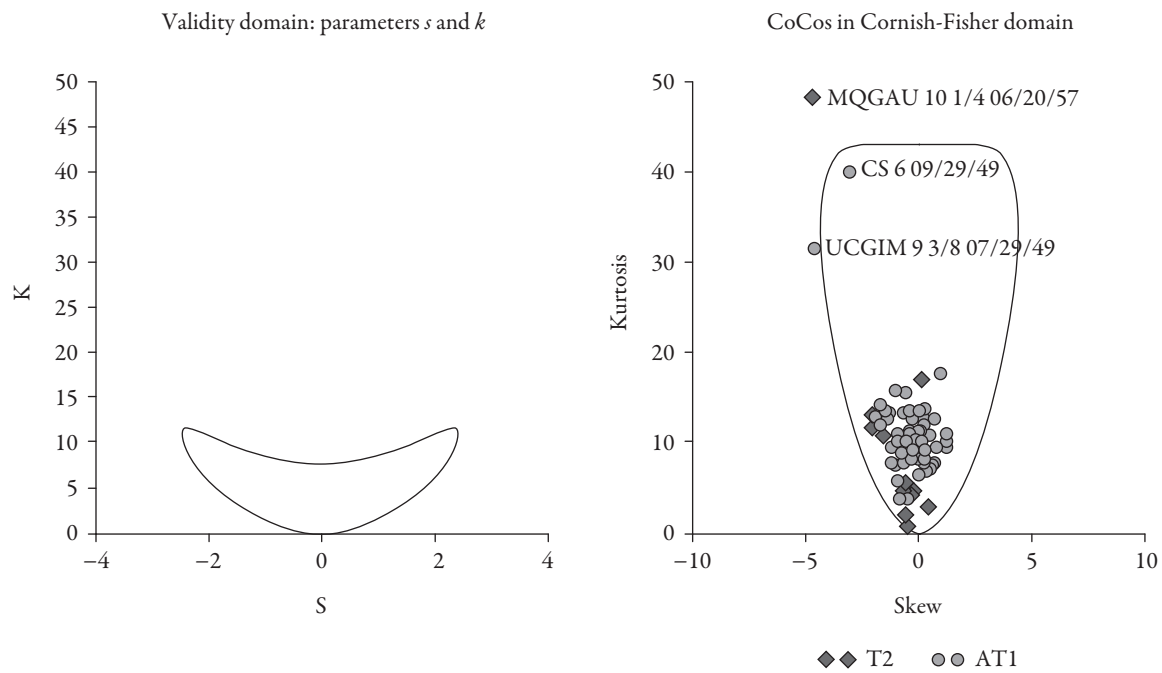 Validity domain: parameters s and k
50
45
40
35
30
25
20
15
10
5
0
K
−4
−2
0
2
4
S
CoCos in Cornish-Fisher domain
50
40
30
20
10
0
Kurtosis
MQGAU 10 1/4 06/20/57
CS 6 09/29/49
UCGIM 9 3/8 07/29/49
−10
−5
0
5
10
Skew
T2
AT1